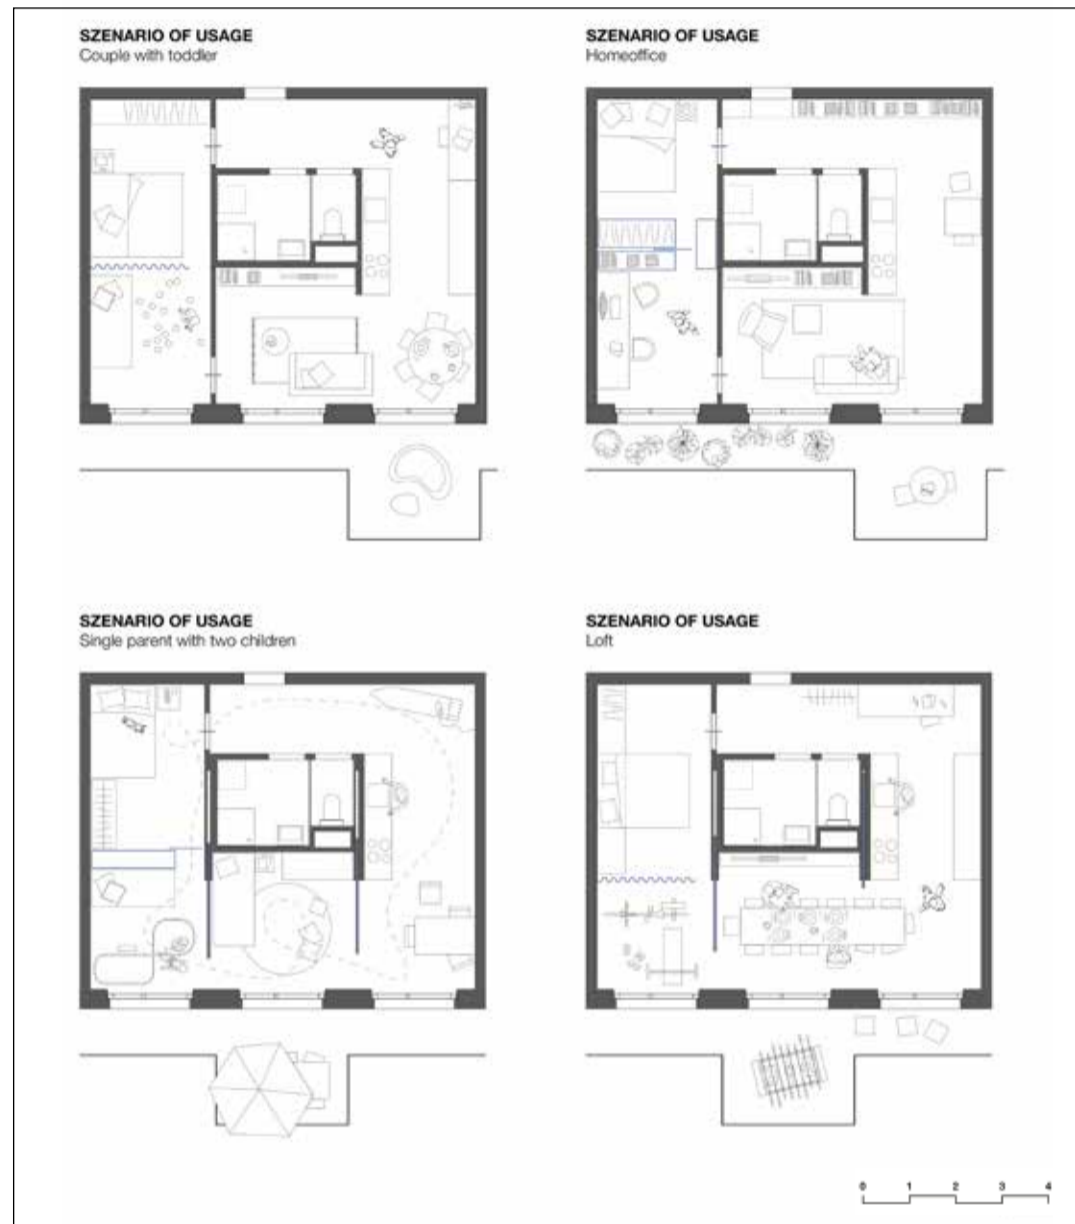 SZENARIO OF USAGE
Couple with toddler
SZENARIO OF USAGE
Homeoffice
SZENARIO OF USAGE
Single parent with two children
SZENARIO OF USAGE
Loft
0 1 2 3 4